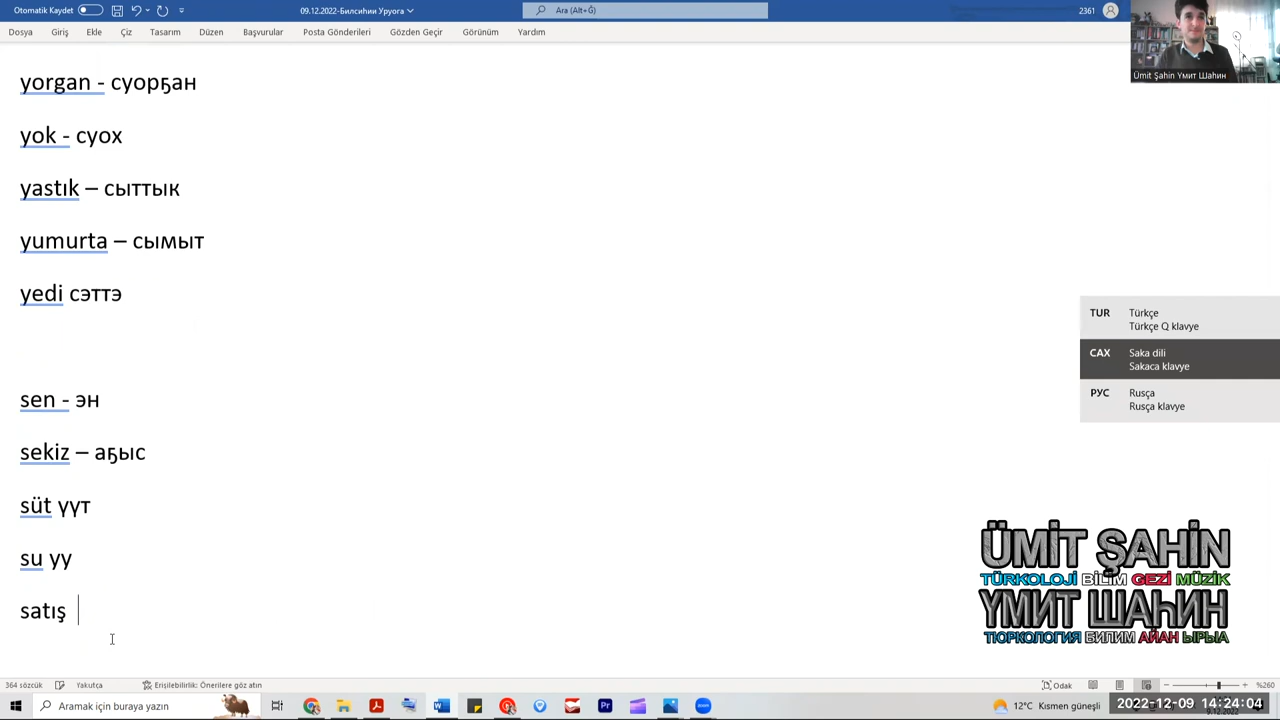 Otomatik Kaydet
09.12.2022-Билсиһии Уруога
Ara (Alt+Ğ)
2361
Dosya Giriş Ekle Çiz Tasarım Düzen Başvurular Posta Gönderileri Gözden Geçir Görünüm Yardım
Ümit Şahin Үмит Шаһин
yorgan - суорҕан
yok - суох
yastık – сыттык
yumurta – сымыт
yedi сэттэ
TUR Türkçe
Türkçe Q klavye
САХ Saka dili
Sakaca klavye
РУС Rusça
Rusça klavye
sen - эн
sekiz – аҕыс
süt үүт
su уу
satış
ÜMİT ŞAHİN
TÜRKOLOJİ BİLİM GEZİ MÜZİK
ҮМИТ ШАҺИН
ТЮРКОЛОГИЯ БИЛИМ АЙАН ЫРЫА
364 sözcük Yakutça Erişilebilirlik: Önerilere göz atın
Odak
%260
Aramak için buraya yazın
12°C Kısmen güneşli
2022-12-09 14:24:04